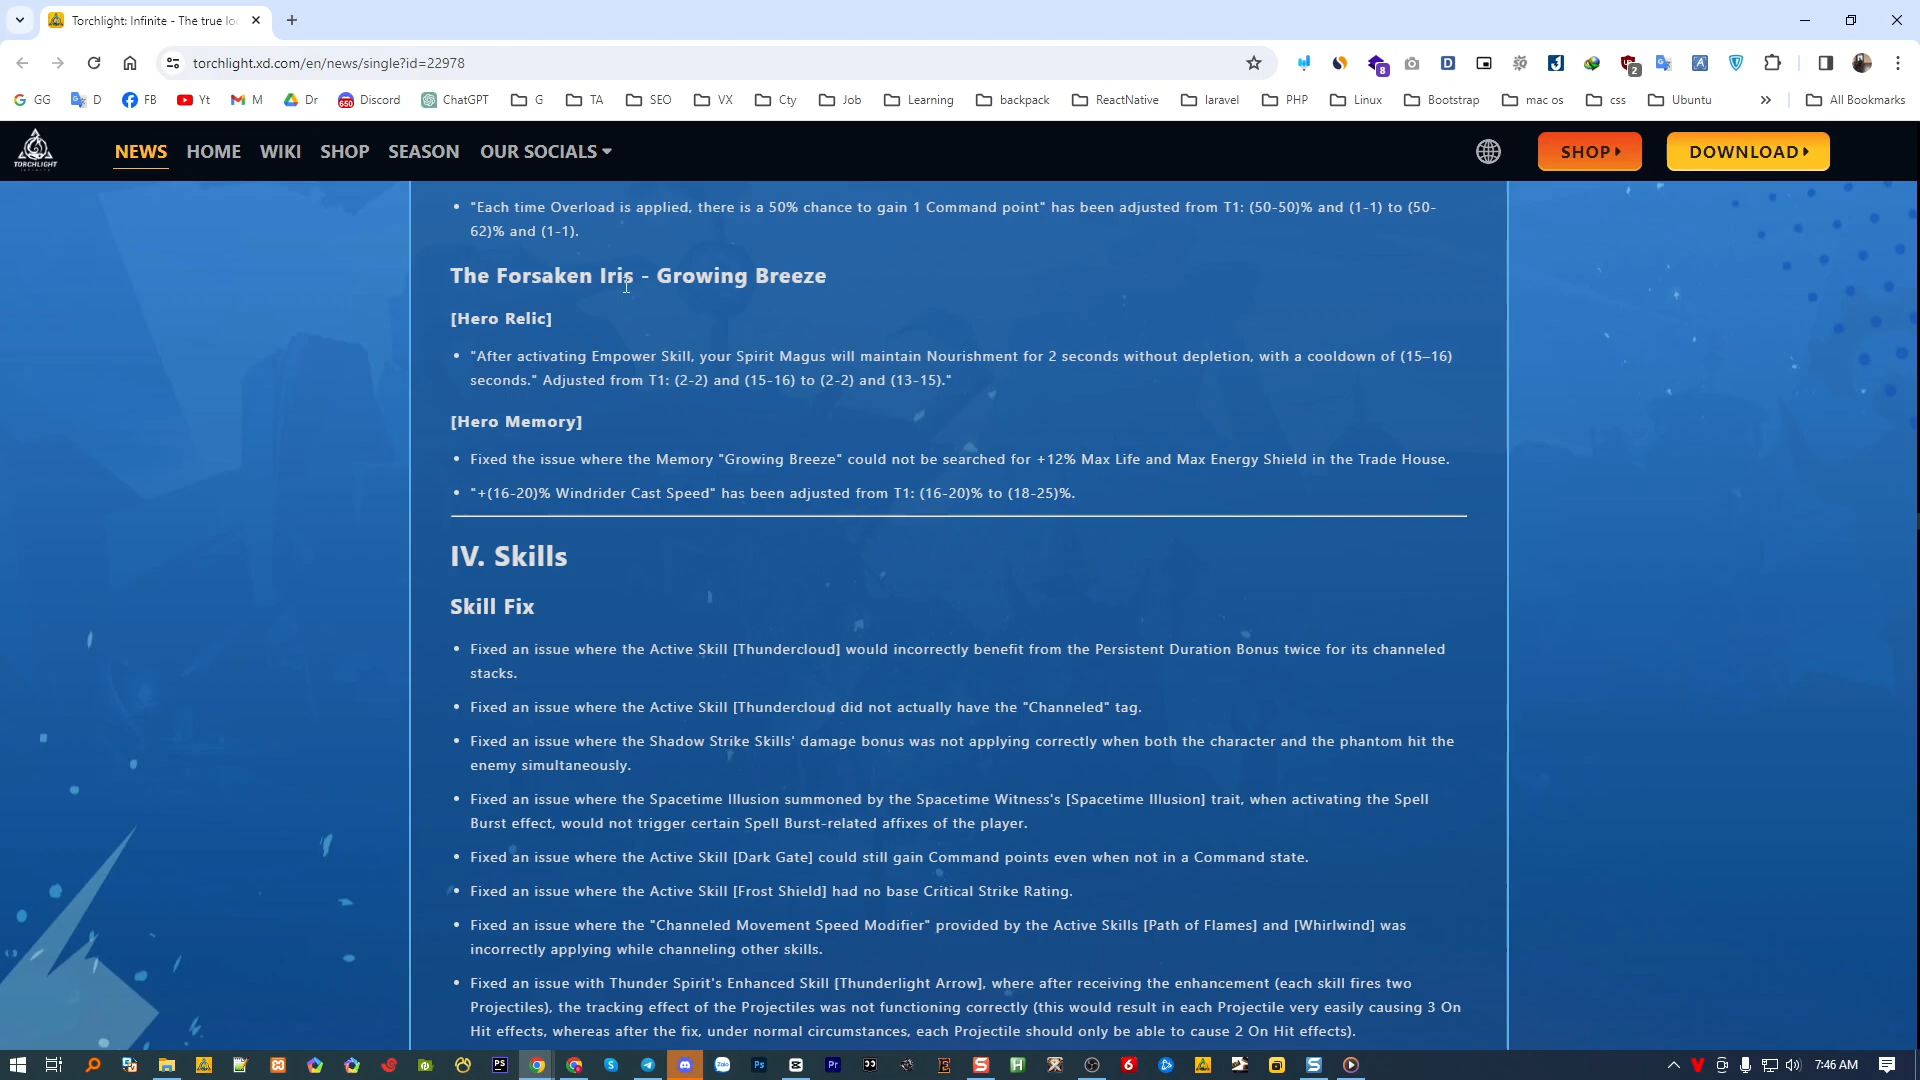 Torchlight: Infinite - The true lo
torchlight.xd.com/en/news/single?id=22978
8
2
GG
D
FB
Yt
M
Dr
Discord
ChatGPT
G
TA
SEO
VX
Cty
Job
Learning
backpack
ReactNative
laravel
PHP
Linux
Bootstrap
mac os
css
Ubuntu
All Bookmarks
TORCHLIGHT
INFINITE
NEWS
HOME
WIKI
SHOP
SEASON
OUR SOCIALS
SHOP
DOWNLOAD
• "Each time Overload is applied, there is a 50% chance to gain 1 Command point" has been adjusted from T1: (50-50)% and (1-1) to (50-
62)% and (1-1).
The Forsaken Iris - Growing Breeze
[Hero Relic]
• "After activating Empower Skill, your Spirit Magus will maintain Nourishment for 2 seconds without depletion, with a cooldown of (15–16)
seconds." Adjusted from T1: (2-2) and (15-16) to (2-2) and (13-15)."
[Hero Memory]
• Fixed the issue where the Memory "Growing Breeze" could not be searched for +12% Max Life and Max Energy Shield in the Trade House.
• "+(16-20)% Windrider Cast Speed" has been adjusted from T1: (16-20)% to (18-25)%.
IV. Skills
Skill Fix
• Fixed an issue where the Active Skill [Thundercloud] would incorrectly benefit from the Persistent Duration Bonus twice for its channeled
stacks.
• Fixed an issue where the Active Skill [Thundercloud did not actually have the "Channeled" tag.
• Fixed an issue where the Shadow Strike Skills' damage bonus was not applying correctly when both the character and the phantom hit the
enemy simultaneously.
• Fixed an issue where the Spacetime Illusion summoned by the Spacetime Witness's [Spacetime Illusion] trait, when activating the Spell
Burst effect, would not trigger certain Spell Burst-related affixes of the player.
• Fixed an issue where the Active Skill [Dark Gate] could still gain Command points even when not in a Command state.
• Fixed an issue where the Active Skill [Frost Shield] had no base Critical Strike Rating.
• Fixed an issue where the "Channeled Movement Speed Modifier" provided by the Active Skills [Path of Flames] and [Whirlwind] was
incorrectly applying while channeling other skills.
• Fixed an issue with Thunder Spirit's Enhanced Skill [Thunderlight Arrow], where after receiving the enhancement (each skill fires two
Projectiles), the tracking effect of the Projectiles was not functioning correctly (this would result in each Projectile very easily causing 3 On
Hit effects, whereas after the fix, under normal circumstances, each Projectile should only be able to cause 2 On Hit effects).
7:46 AM